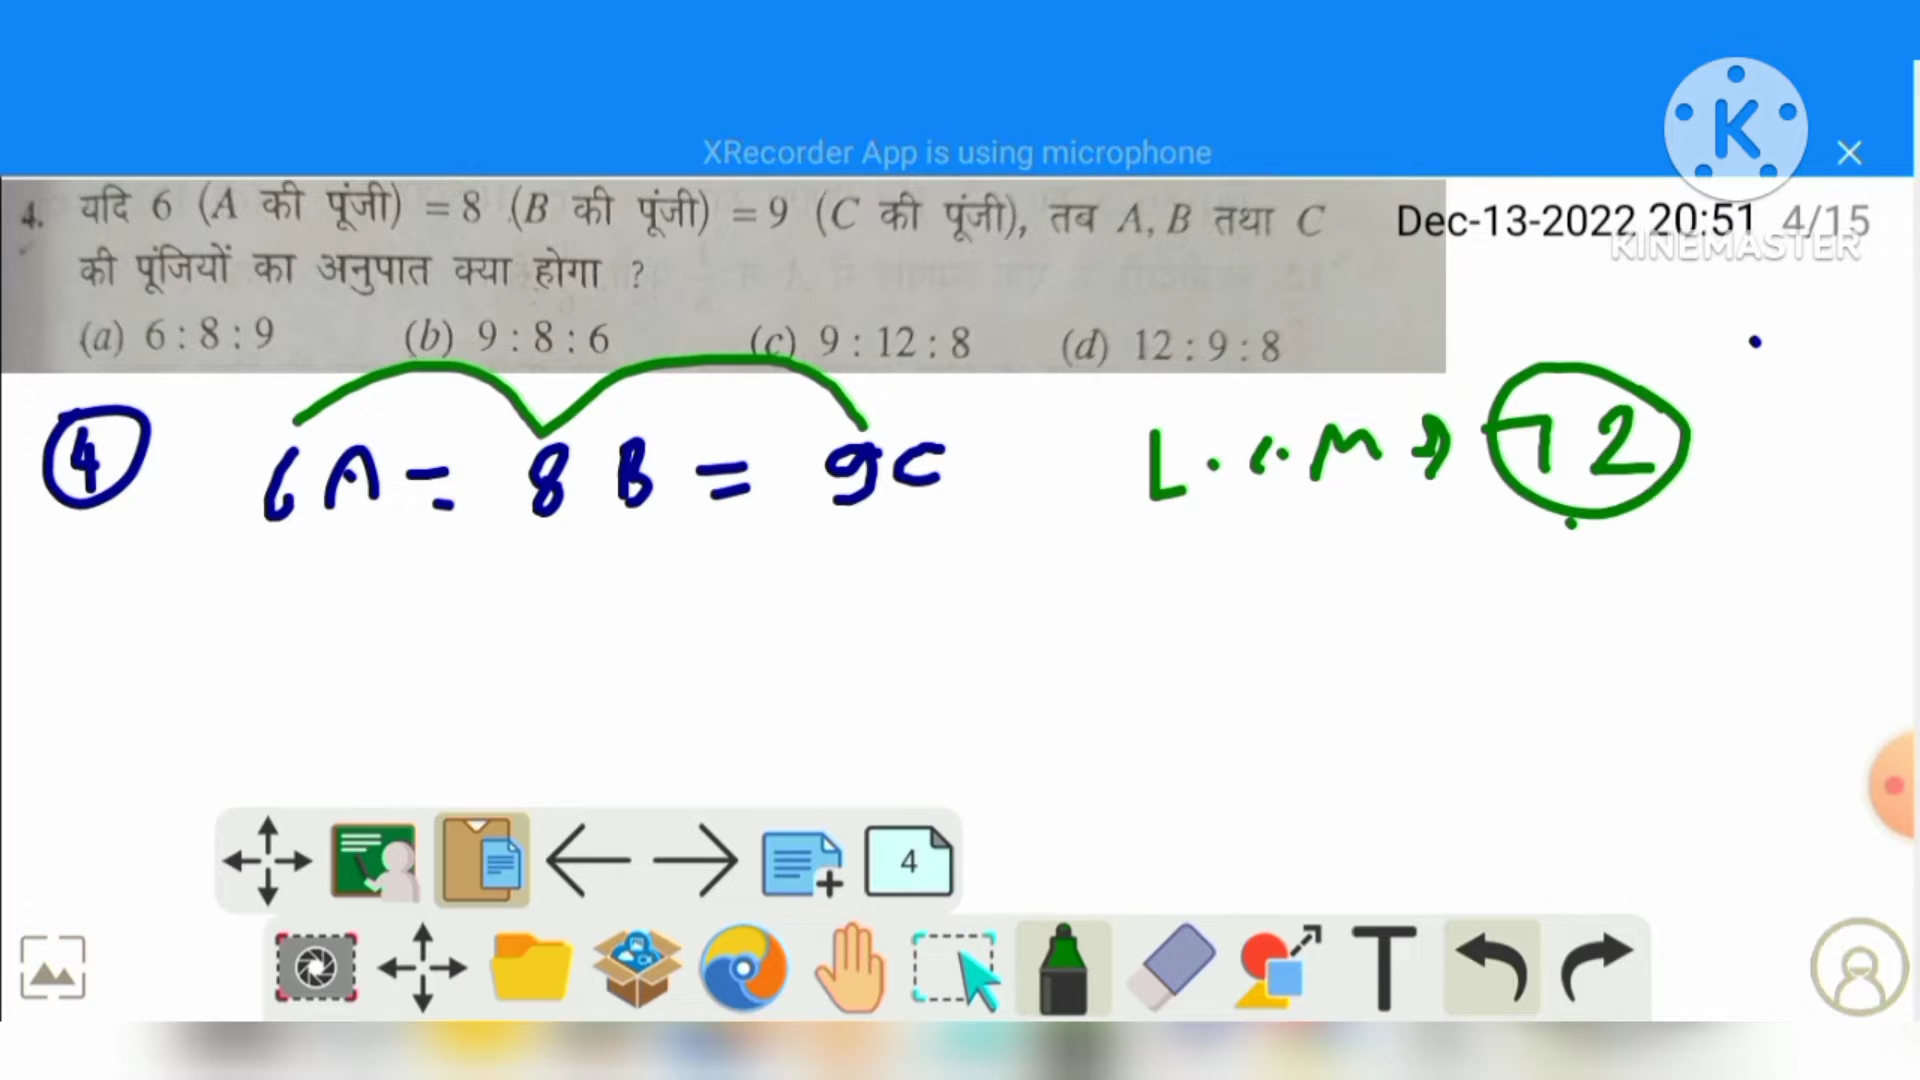 XRecorder App is using microphone
K
4. यदि 6 (A की पूंजी) = 8 (B की पूंजी) = 9 (C की पूंजी), तब A, B तथा C
की पूंजियों का अनुपात क्या होगा ?
(a) 6 : 8 : 9 (b) 9 : 8 : 6 (c) 9 : 12 : 8 (d) 12 : 9 : 8
Dec-13-2022 20:51 4/15
KINEMASTER
4 6A = 8B = 9C L.C.M → 72
4
T